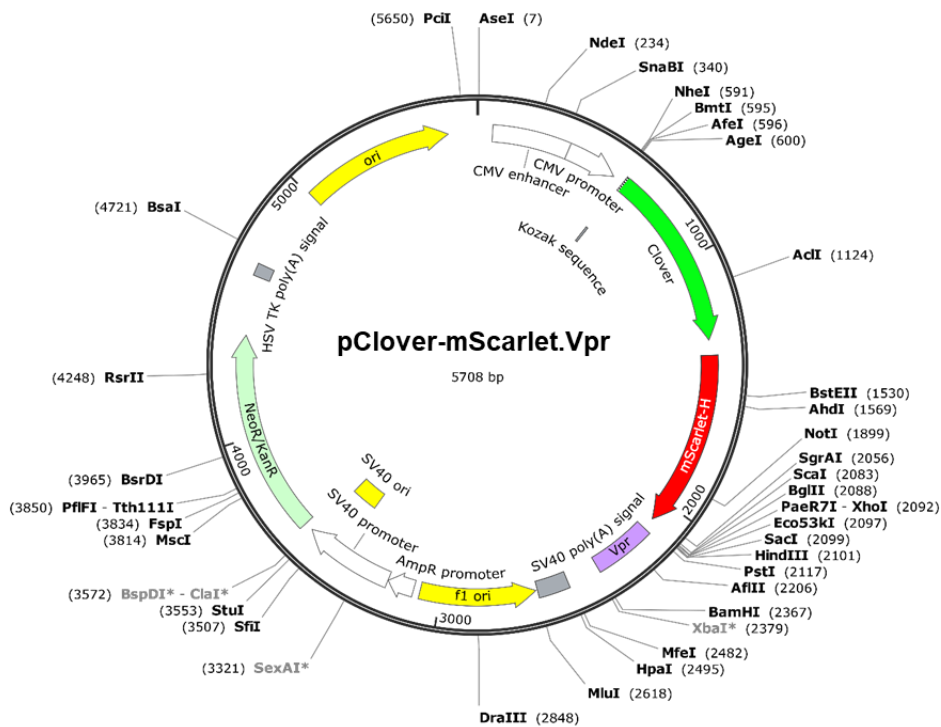 pClover-mScarlet.Vpr
5708 bp
(5650) PciI
AseI (7)
NdeI (234)
SnaBI (340)
NheI (591)
BmtI (595)
AfeI (596)
AgeI (600)
AclI (1124)
BstEII (1530)
AhdI (1569)
NotI (1899)
SgrAI (2056)
ScaI (2083)
BglII (2088)
PaeR7I - XhoI (2092)
Eco53kI (2097)
SacI (2099)
HindIII (2101)
PstI (2117)
AflII (2206)
BamHI (2367)
XbaI* (2379)
MfeI (2482)
HpaI (2495)
MluI (2618)
DraIII (2848)
(3321) SexAI*
(3507) SfiI
(3553) StuI
(3572) BspDI* - ClaI*
(3814) MscI
(3834) FspI
(3850) PflFI - Tth111I
(3965) BsrDI
(4248) RsrII
(4721) BsaI
1000
2000
3000
4000
5000
CMV enhancer
CMV promoter
Kozak sequence
Clover
mScarlet-H
Vpr
SV40 poly(A) signal
f1 ori
AmpR promoter
SV40 promoter
SV40 ori
NeoR/KanR
HSV TK poly(A) signal
ori